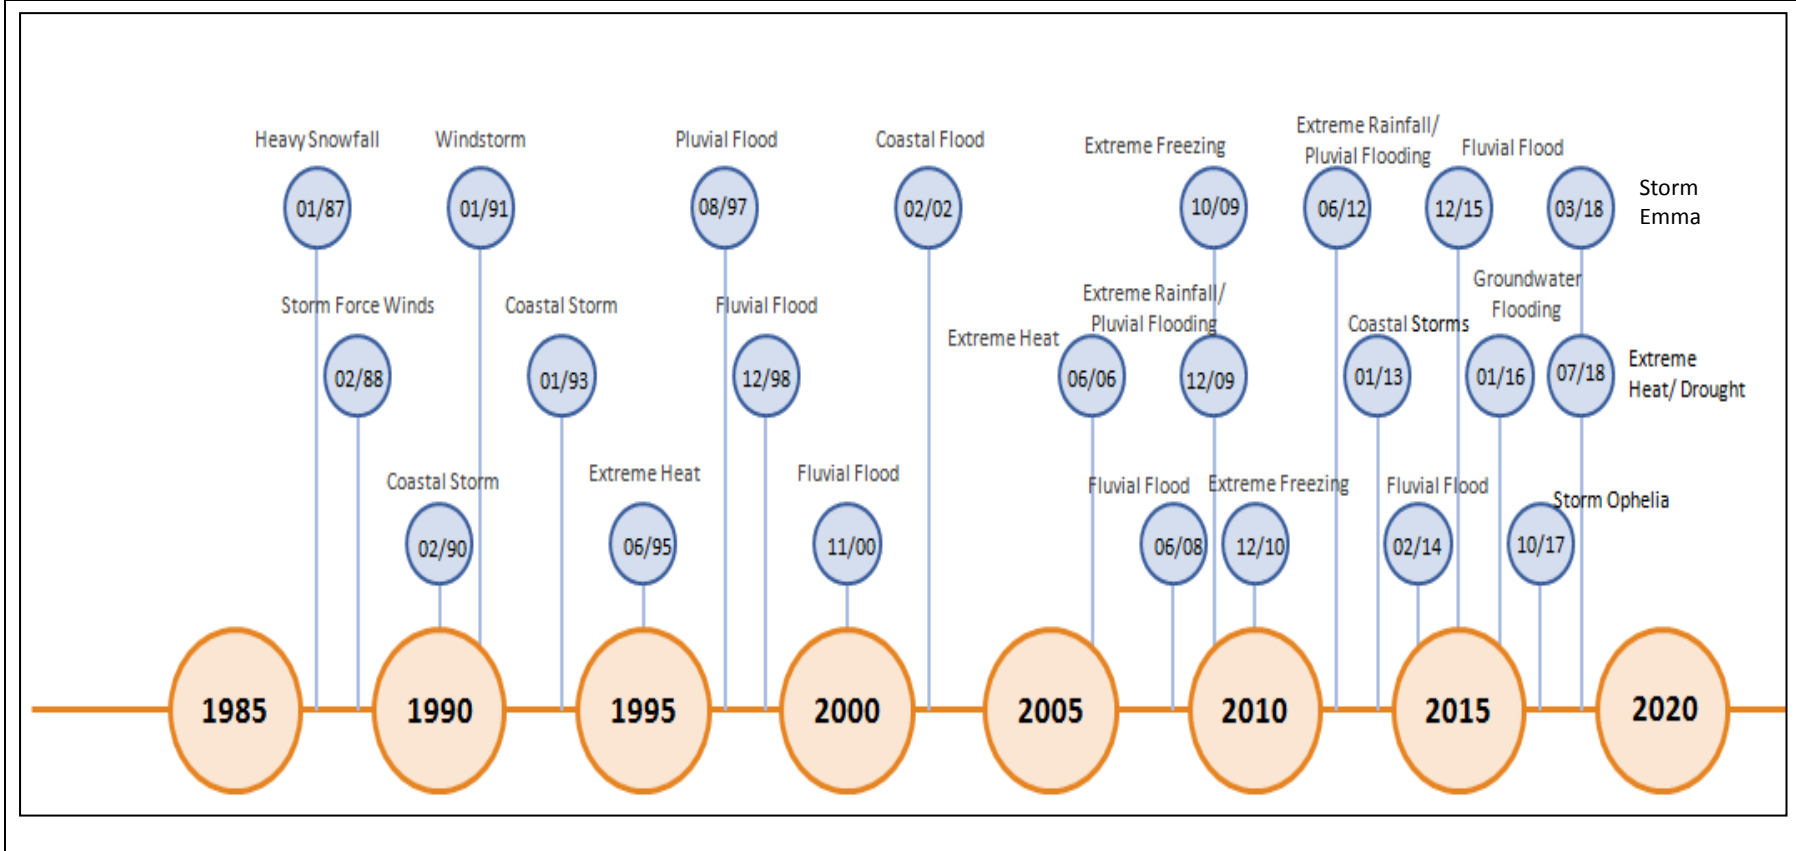 Heavy Snowfall
01/87
Windstorm
01/91
Pluvial Flood
08/97
Coastal Flood
02/02
Extreme Freezing
10/09
Extreme Rainfall/
Pluvial Flooding
06/12
Fluvial Flood
12/15
03/18
Storm
Emma
Storm Force Winds
02/88
Coastal Storm
01/93
Fluvial Flood
12/98
Extreme Heat
06/06
Extreme Rainfall/
Pluvial Flooding
12/09
Coastal Storms
01/13
Groundwater
Flooding
01/16
07/18
Extreme
Heat/ Drought
Coastal Storm
02/90
Extreme Heat
06/95
Fluvial Flood
11/00
Fluvial Flood
06/08
Extreme Freezing
12/10
Fluvial Flood
02/14
Storm Ophelia
10/17
1985
1990
1995
2000
2005
2010
2015
2020